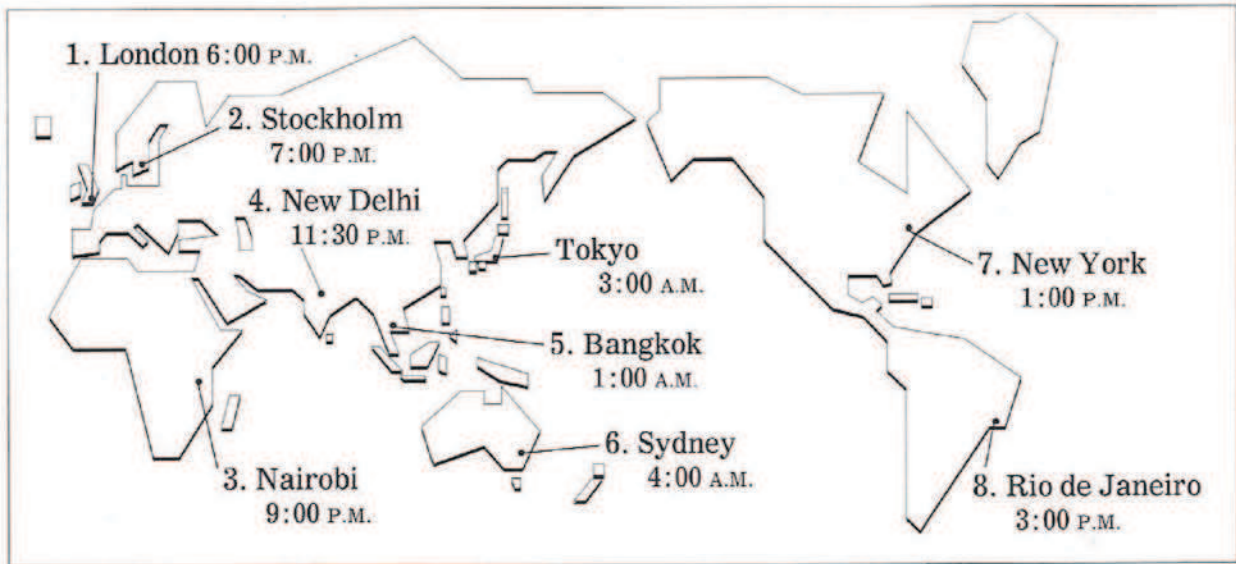 1. London 6:00 P.M.
2. Stockholm
7:00 P.M.
4. New Delhi
11:30 P.M.
Tokyo
3:00 A.M.
7. New York
1:00 P.M.
5. Bangkok
1:00 A.M.
6. Sydney
4:00 A.M.
3. Nairobi
9:00 P.M.
8. Rio de Janeiro
3:00 P.M.